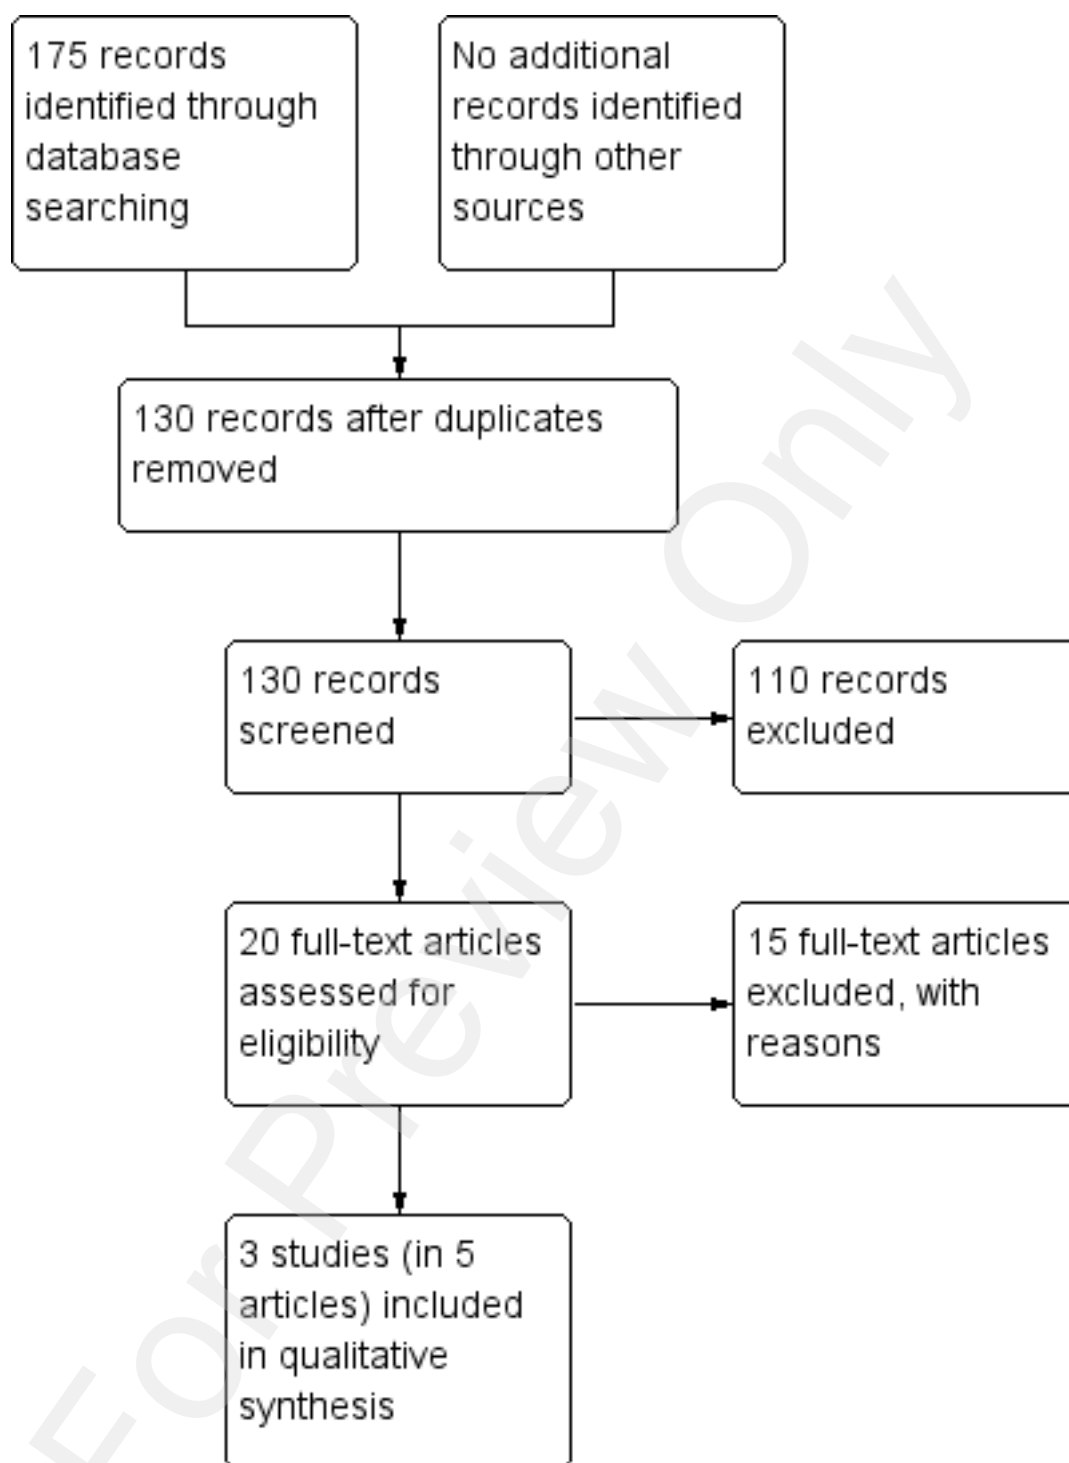 175 records
identified through
database
searching
No additional
records identified
through other
sources
130 records after duplicates
removed
130 records
screened
110 records
excluded
20 full-text articles
assessed for
eligibility
15 full-text articles
excluded, with
reasons
3 studies (in 5
articles) included
in qualitative
synthesis
For Preview Only